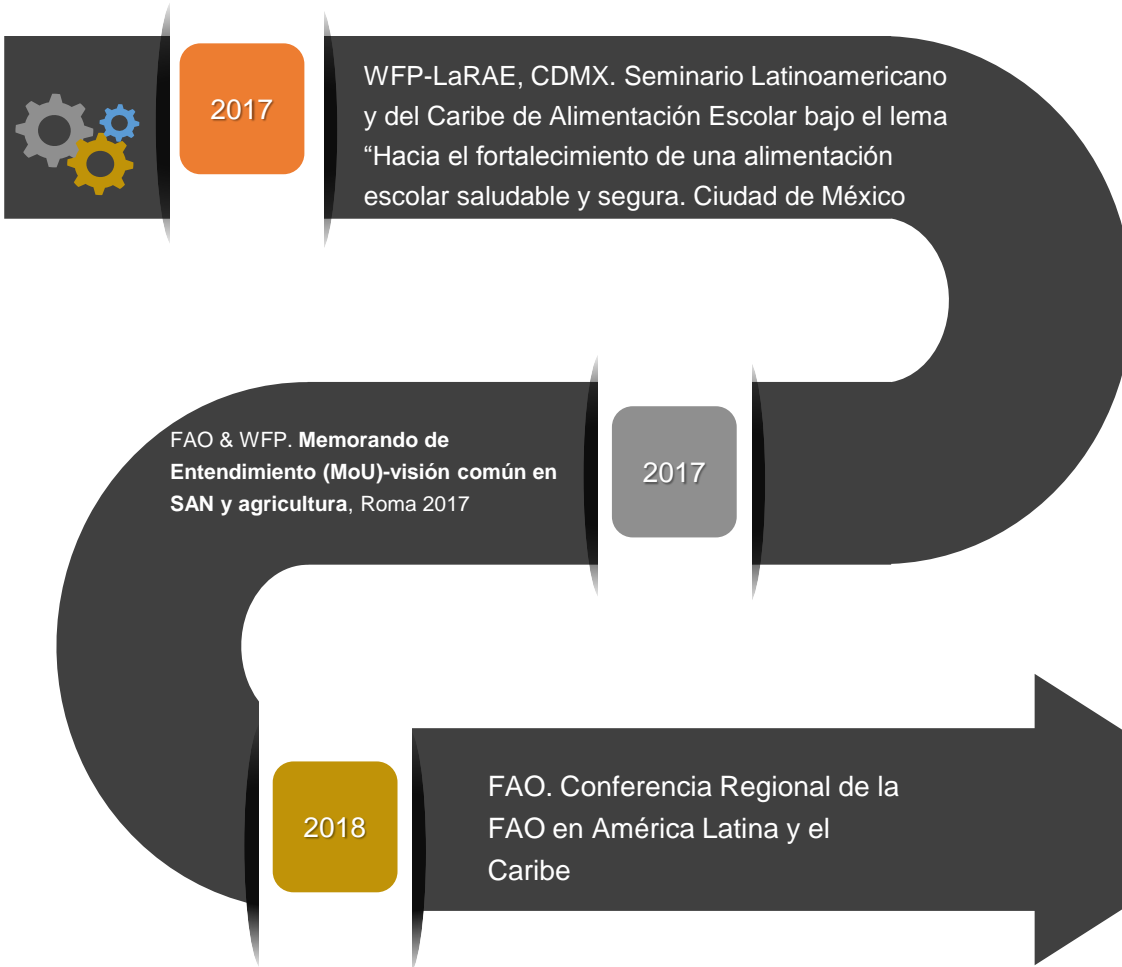 2017
WFP-LaRAE, CDMX. Seminario Latinoamericano
y del Caribe de Alimentación Escolar bajo el lema
“Hacia el fortalecimiento de una alimentación
escolar saludable y segura. Ciudad de México
FAO & WFP. Memorando de
Entendimiento (MoU)-visión común en
SAN y agricultura, Roma 2017
2017
2018
FAO. Conferencia Regional de la
FAO en América Latina y el
Caribe